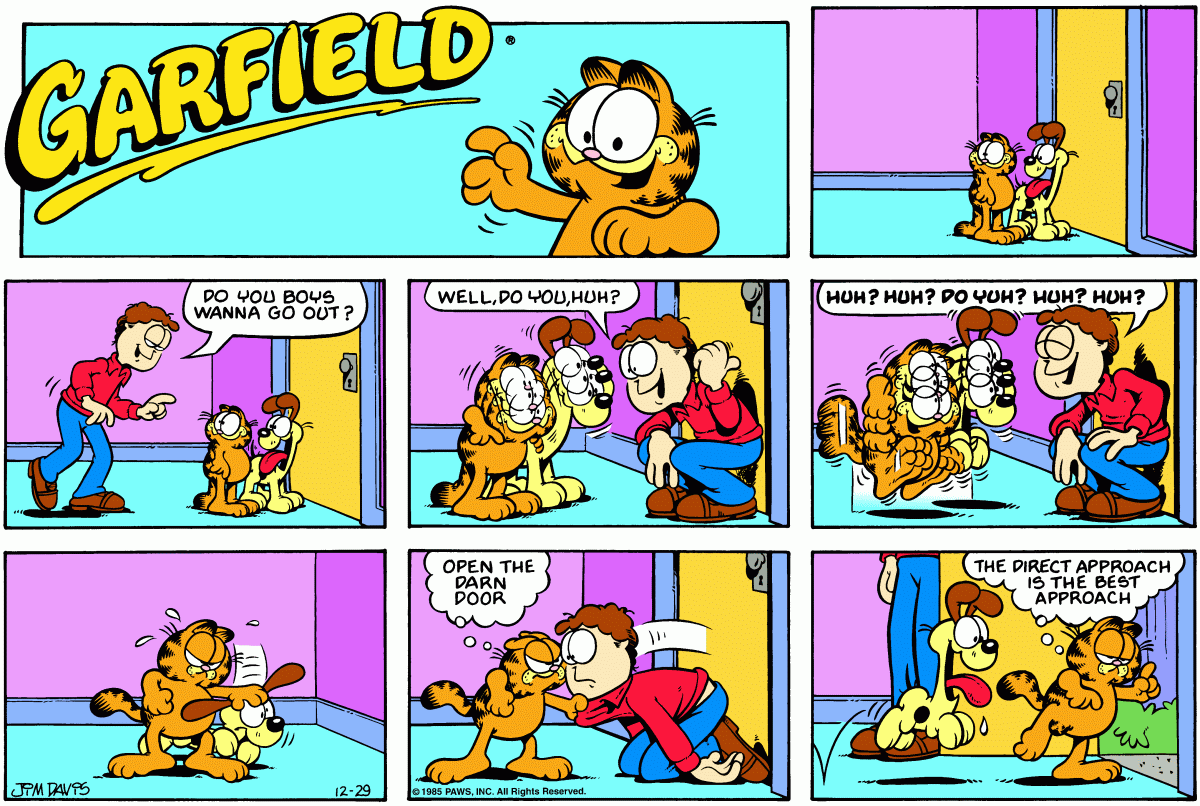 GARFIELD
®
DO YOU BOYS
WANNA GO OUT?
WELL, DO YOU, HUH?
HUH? HUH? DO YUH? HUH? HUH?
JIM DAVIS
12-29
OPEN THE
DARN
DOOR
© 1985 PAWS, INC. All Rights Reserved.
THE DIRECT APPROACH
IS THE BEST
APPROACH